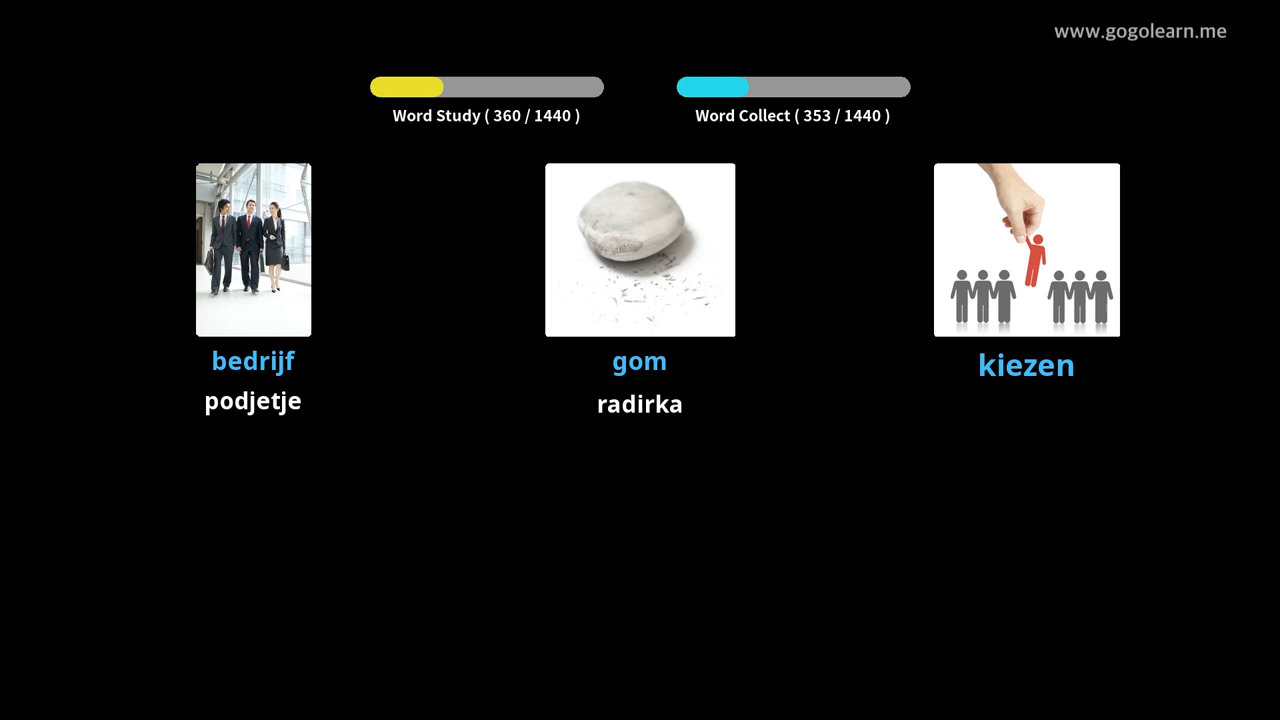 www.gogolearn.me
Word Study ( 360 / 1440 )
Word Collect ( 353 / 1440 )
bedrijf
podjetje
gom
radirka
kiezen